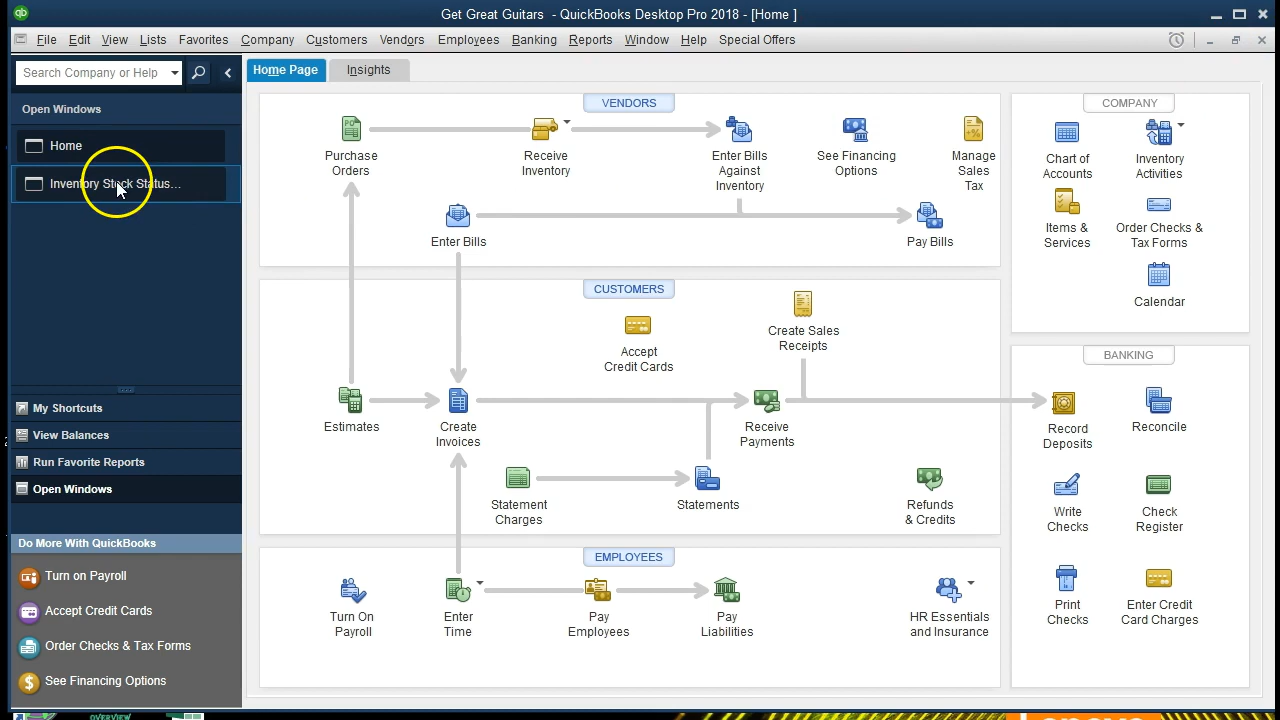 qb
Get Great Guitars - QuickBooks Desktop Pro 2018 - [Home ]
File Edit View Lists Favorites Company Customers Vendors Employees Banking Reports Window Help Special Offers
Search Company or Help
Home Page Insights
Open Windows
Home
Inventory Stock Status...
My Shortcuts
View Balances
Run Favorite Reports
Open Windows
Do More With QuickBooks
Turn on Payroll
Accept Credit Cards
Order Checks & Tax Forms
See Financing Options
VENDORS
Purchase
Orders
Receive
Inventory
Enter Bills
Against
Inventory
See Financing
Options
Manage
Sales
Tax
Enter Bills
Pay Bills
CUSTOMERS
Accept
Credit Cards
Create Sales
Receipts
Estimates
Create
Invoices
Receive
Payments
Statement
Charges
Statements
Refunds
& Credits
EMPLOYEES
Turn On
Payroll
Enter
Time
Pay
Employees
Pay
Liabilities
HR Essentials
and Insurance
COMPANY
Chart of
Accounts
Inventory
Activities
Items &
Services
Order Checks &
Tax Forms
Calendar
BANKING
Record
Deposits
Reconcile
Write
Checks
Check
Register
Print
Checks
Enter Credit
Card Charges
OVERVIEW
Lenovo